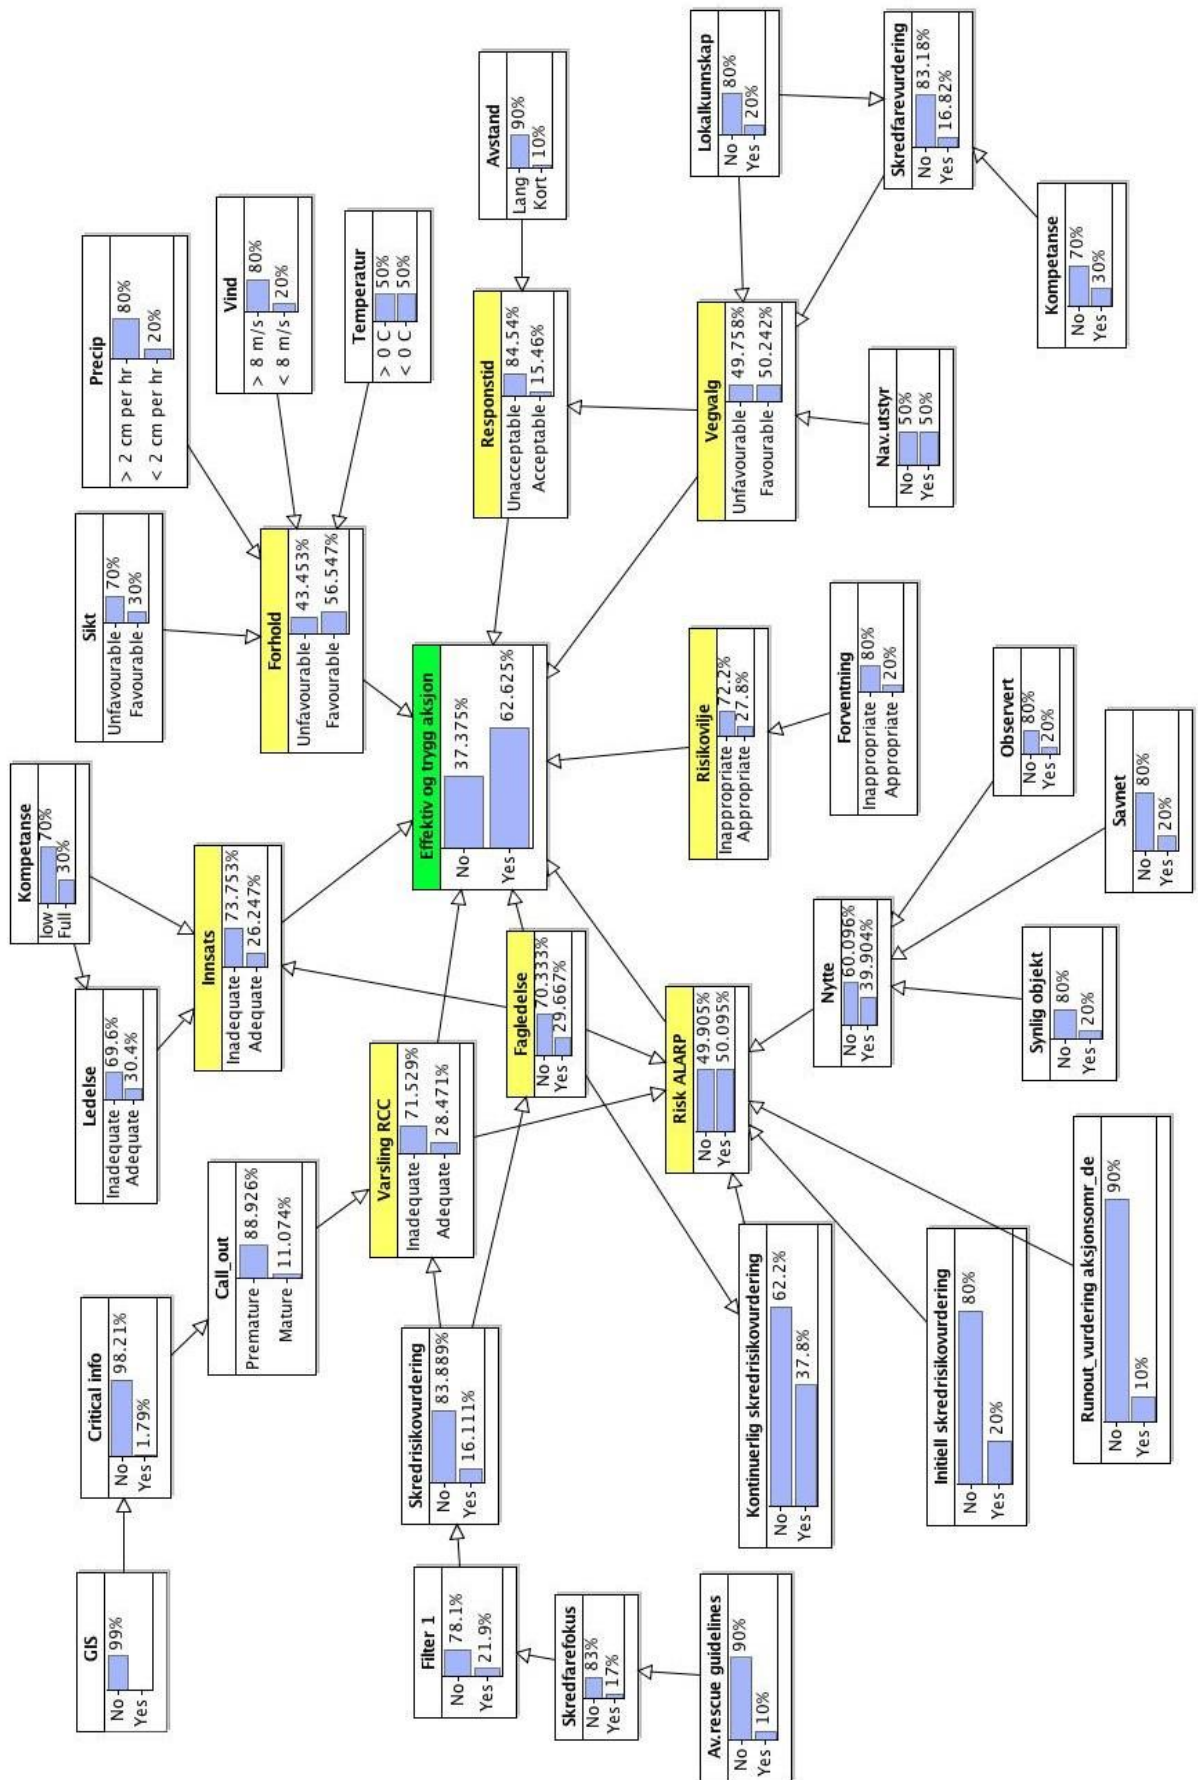 GIS
No 99%
Yes
Critical info
No 98.21%
Yes 1.79%
Call_out
Premature 88.926%
Mature 11.074%
Ledelse
Inadequate 69.6%
Adequate 30.4%
Kompetanse
low 70%
Full 30%
Innsats
Inadequate 73.753%
Adequate 26.247%
Sikt
Unfavourable 70%
Favourable 30%
Precip
> 2 cm per hr 80%
< 2 cm per hr 20%
Vind
> 8 m/s 80%
< 8 m/s 20%
Temperatur
> 0 C 50%
< 0 C 50%
Forhold
Unfavourable 43.453%
Favourable 56.547%
Filter 1
No 78.1%
Yes 21.9%
Skredrisikovurdering
No 83.889%
Yes 16.111%
Varsling RCC
Inadequate 71.529%
Adequate 28.471%
Effektiv og trygg aksjon
No 37.375%
Yes 62.625%
Responstid
Unacceptable 84.54%
Acceptable 15.46%
Avstand
Lang 90%
Kort 10%
Skredfarefokus
No 83%
Yes 17%
Fagledelse
No 70.333%
Yes 29.667%
Av.rescue guidelines
No 90%
Yes 10%
Kontinuerlig skredrisikovurdering
No 62.2%
Yes 37.8%
Risk ALARP
No 49.905%
Yes 50.095%
Risikovilje
Inappropriate 72.2%
Appropriate 27.8%
Vegvalg
Unfavourable 49.758%
Favourable 50.242%
Lokalkunnskap
No 80%
Yes 20%
Initiell skredrisikovurdering
No 80%
Yes 20%
Nytte
No 60.096%
Yes 39.904%
Forventning
Inappropriate 80%
Appropriate 20%
Nav.utstyr
No 50%
Yes 50%
Skredfarevurdering
No 83.18%
Yes 16.82%
Runout_vurdering aksjonsomr_de
No 90%
Yes 10%
Synlig objekt
No 80%
Yes 20%
Savnet
No 80%
Yes 20%
Observert
No 80%
Yes 20%
Kompetanse
No 70%
Yes 30%